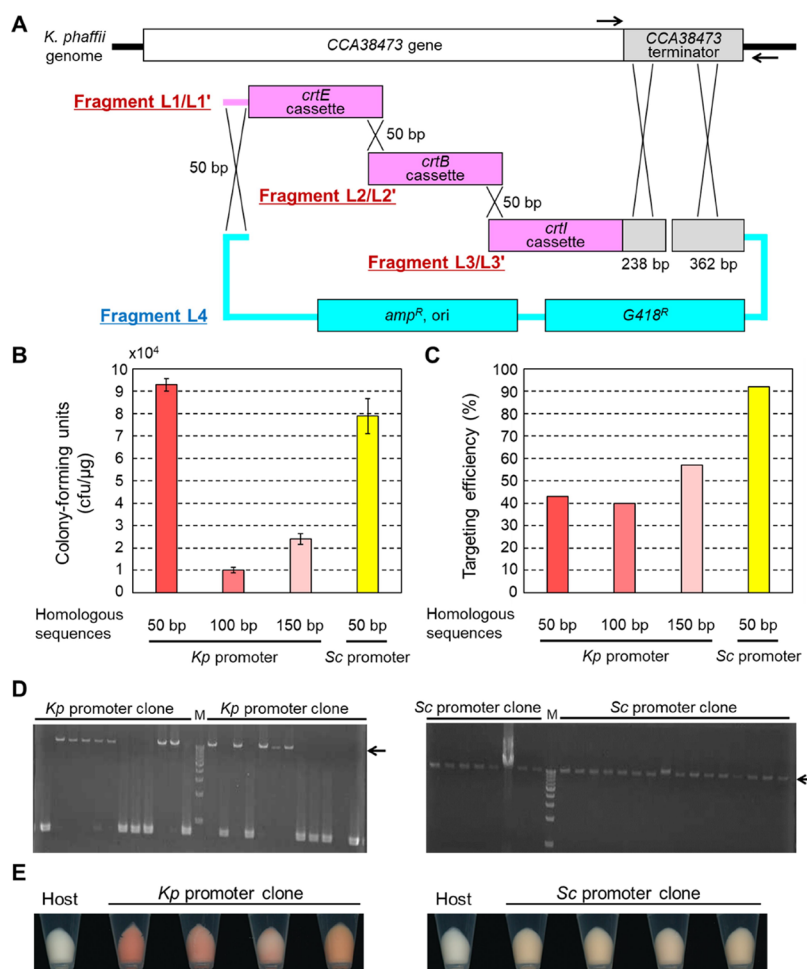 A
K. phaffii
genome
CCA38473 gene
CCA38473
terminator
Fragment L1/L1'
crtE
cassette
50 bp
50 bp
crtB
cassette
Fragment L2/L2'
50 bp
crtI
cassette
Fragment L3/L3'
238 bp
362 bp
Fragment L4
ampR, ori
G418R
B
x10^4
Colony-forming units
(cfu/μg)
10
9
8
7
6
5
4
3
2
1
0
Homologous
sequences
50 bp 100 bp 150 bp 50 bp
Kp promoter Sc promoter
C
Targeting efficiency (%)
100
90
80
70
60
50
40
30
20
10
0
Homologous
sequences
50 bp 100 bp 150 bp 50 bp
Kp promoter Sc promoter
D
Kp promoter clone M Kp promoter clone
Sc promoter clone M Sc promoter clone
E
Host Kp promoter clone
Host Sc promoter clone